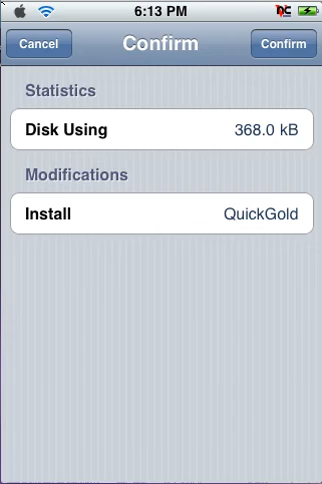 6:13 PM
Cancel
Confirm
Confirm
Statistics
Disk Using
368.0 kB
Modifications
Install
QuickGold